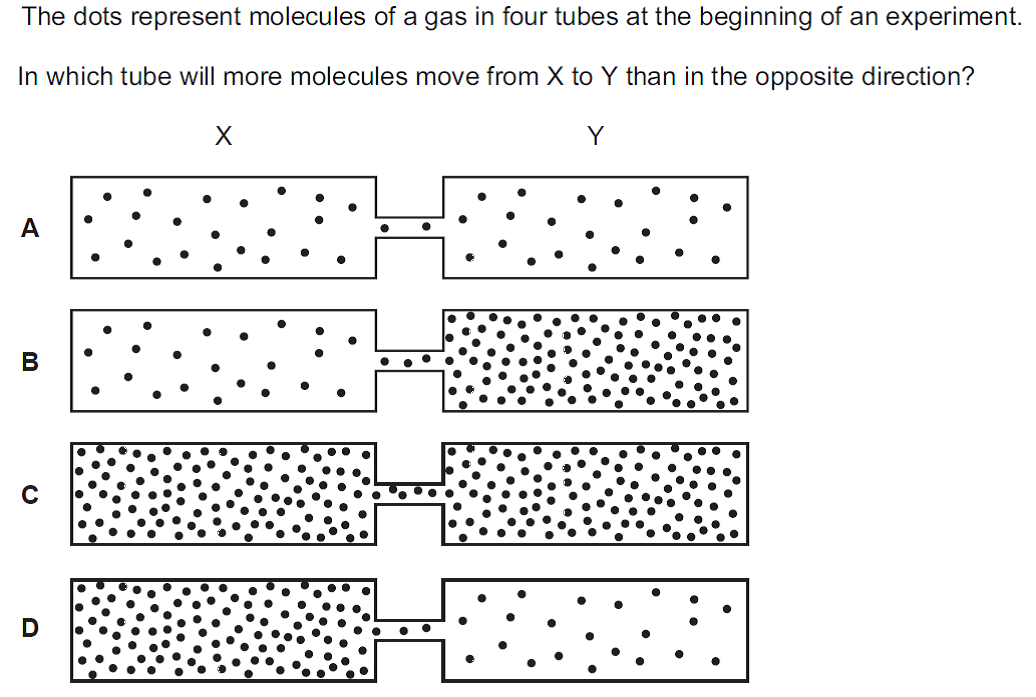 The dots represent molecules of a gas in four tubes at the beginning of an experiment.
In which tube will more molecules move from X to Y than in the opposite direction?
X Y
A
B
C
D